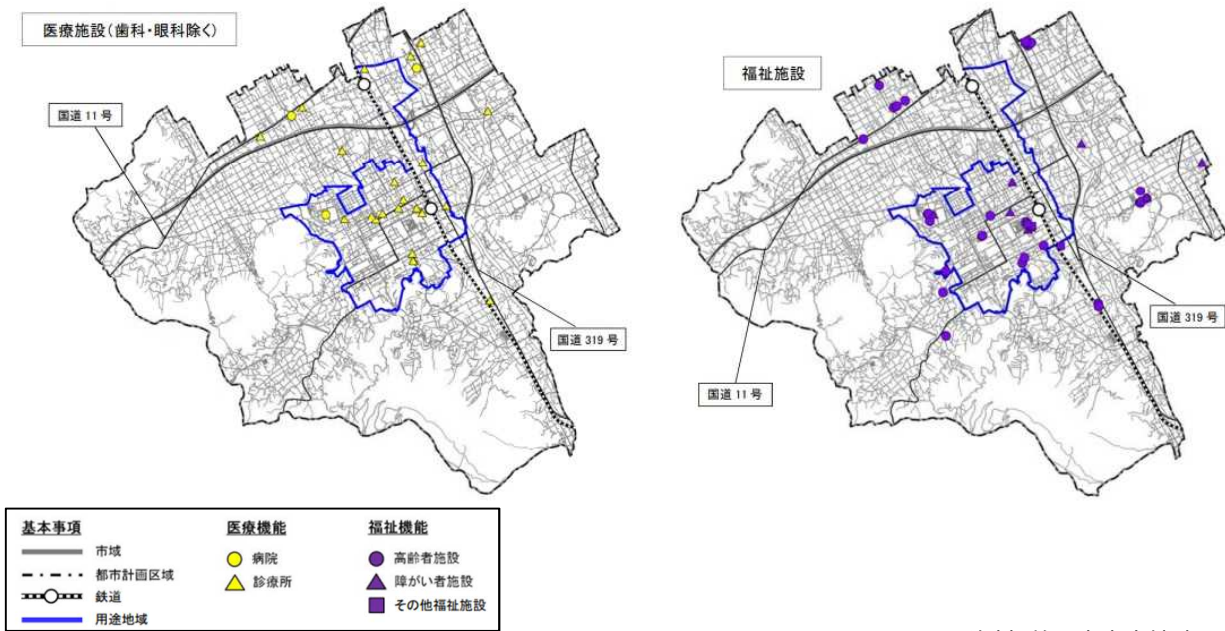 医療施設(歯科・眼科除く)
国道11号
国道 319 号
福祉施設
国道 319 号
国道11号
基本事項
市域
都市計画区域
鉄道
用途地域
医療機能
病院
診療所
福祉機能
高齢者施設
障がい者施設
その他福祉施設